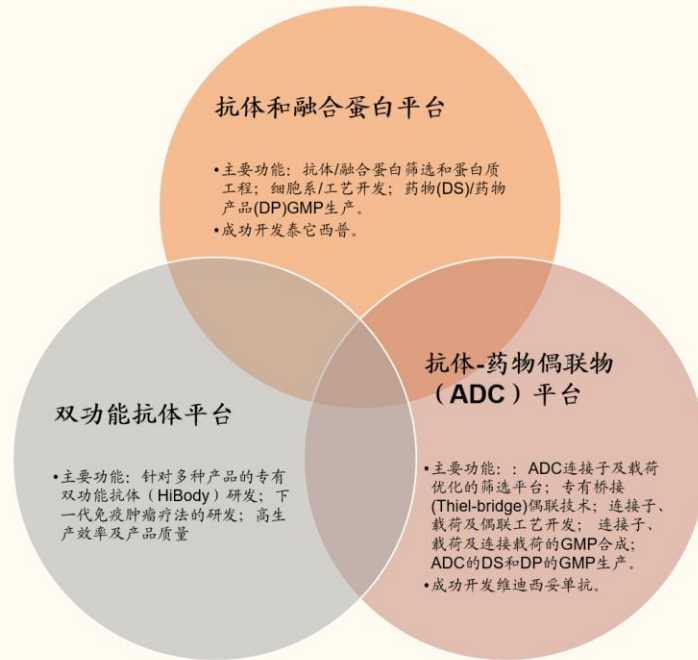 抗体和融合蛋白平台
•主要功能：抗体/融合蛋白筛选和蛋白质
工程；细胞系/工艺开发；药物(DS)/药物
产品(DP)GMP生产。
•成功开发泰它西普。
双功能抗体平台
•主要功能：针对多种产品的专有
双功能抗体（HiBody）研发；下
一代免疫肿瘤疗法的研发；高生
产效率及产品质量
抗体-药物偶联物
（ADC）平台
•主要功能：：ADC连接子及载荷
优化的筛选平台；专有桥接
(Thiel-bridge)偶联技术；连接子、
载荷及偶联工艺开发； 连接子、
载荷及连接载荷的GMP合成；
ADC的DS和DP的GMP生产。
•成功开发维迪西妥单抗。